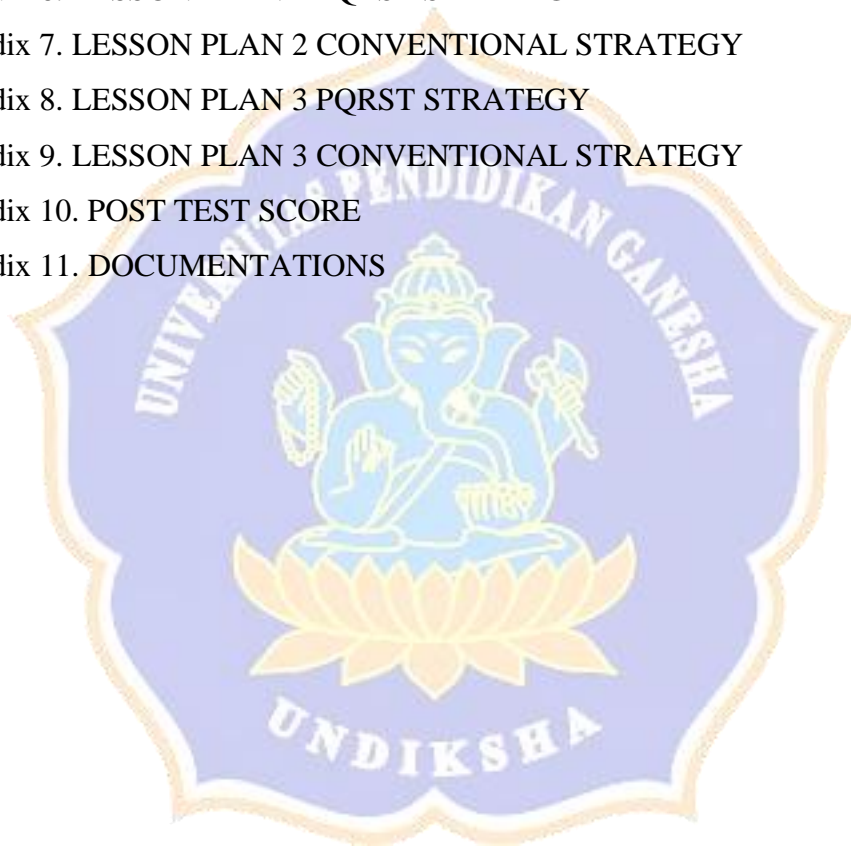 dix 7. LESSON PLAN 2 CONVENTIONAL STRATEGY
dix 8. LESSON PLAN 3 PQRST STRATEGY
dix 9. LESSON PLAN 3 CONVENTIONAL STRATEGY
dix 10. POST TEST SCORE
dix 11. DOCUMENTATIONS
UNIVERSITAS PENDIDIKAN GANESHA
UNDIKSHA